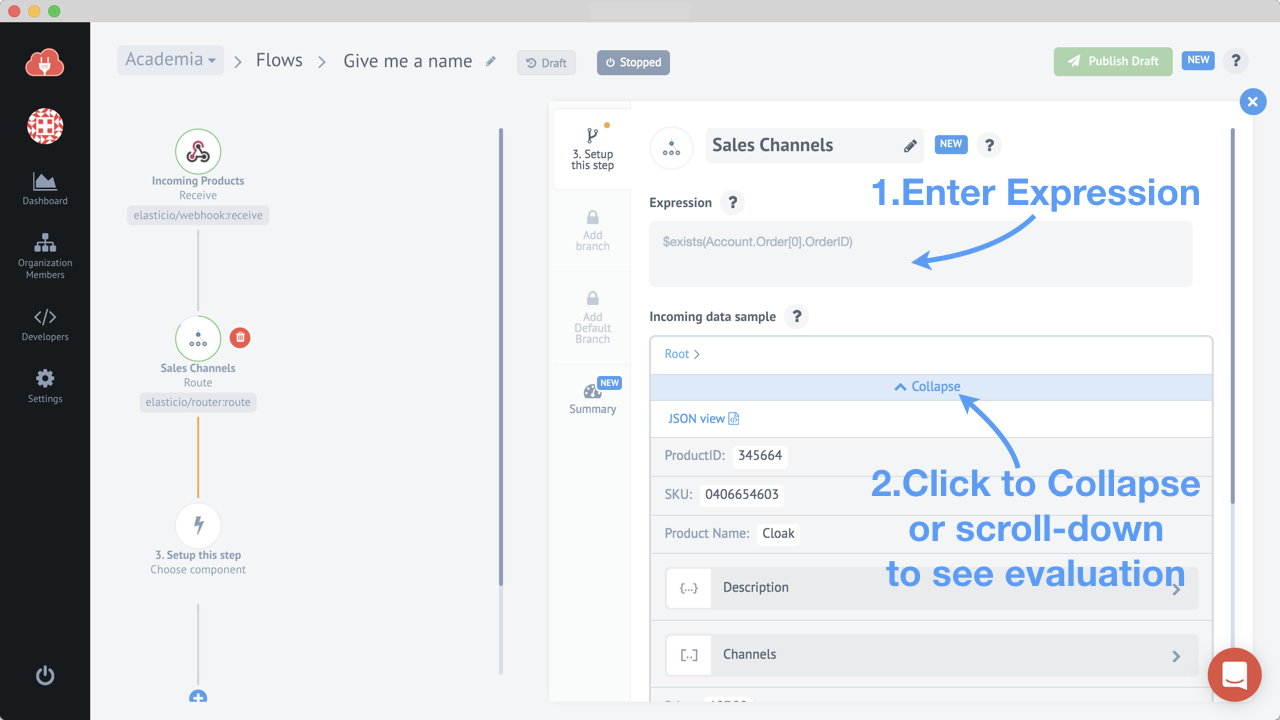 Academia
Flows
Give me a name
Draft
Stopped
Publish Draft
NEW
?
Dashboard
Organization
Members
Developers
Settings
Incoming Products
Receive
elasticio/webhook:receive
Sales Channels
Route
elasticio/router:route
3. Setup this step
Choose component
3. Setup
this step
Add
branch
Add
Default
Branch
NEW
Summary
Sales Channels
NEW
?
1.Enter Expression
Expression ?
$exists(Account.Order[0].OrderID)
Incoming data sample ?
Root
Collapse
JSON view
ProductID: 345664
SKU: 0406654603
Product Name: Cloak
2.Click to Collapse
or scroll-down
to see evaluation
{...} Description
[..] Channels